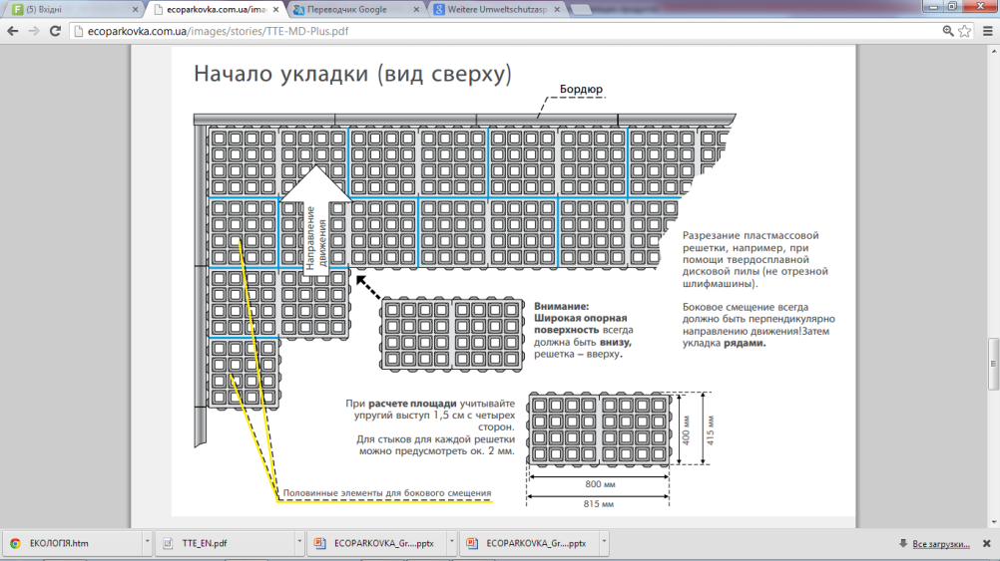 (5) Вхідні
ecoparkovka.com.ua/ima
Переводчик Google
Weitere Umweltschutzasp
ecoparkovka.com.ua/images/stories/TTE-MD-Plus.pdf
Начало укладки (вид сверху)
Бордюр
Направление
движения
Разрезание пластмассовой
решетки, например, при
помощи твердосплавной
дисковой пилы (не отрезной
шлифмашины).
Боковое смещение всегда
должно быть перпендикулярно
направлению движения!Затем
укладка рядами.
Внимание:
Широкая опорная
поверхность всегда
должна быть внизу,
решетка – вверху.
При расчете площади учитывайте
упругий выступ 1,5 см с четырех
сторон.
Для стыков для каждой решетки
можно предусмотреть ок. 2 мм.
400 мм
415 мм
800 мм
815 мм
Половинные элементы для бокового смещения
ЕКОЛОГІЯ.htm
TTE_EN.pdf
ECOPARKOVKA_Gr....pptx
ECOPARKOVKA_Gr....pptx
Все загрузки...